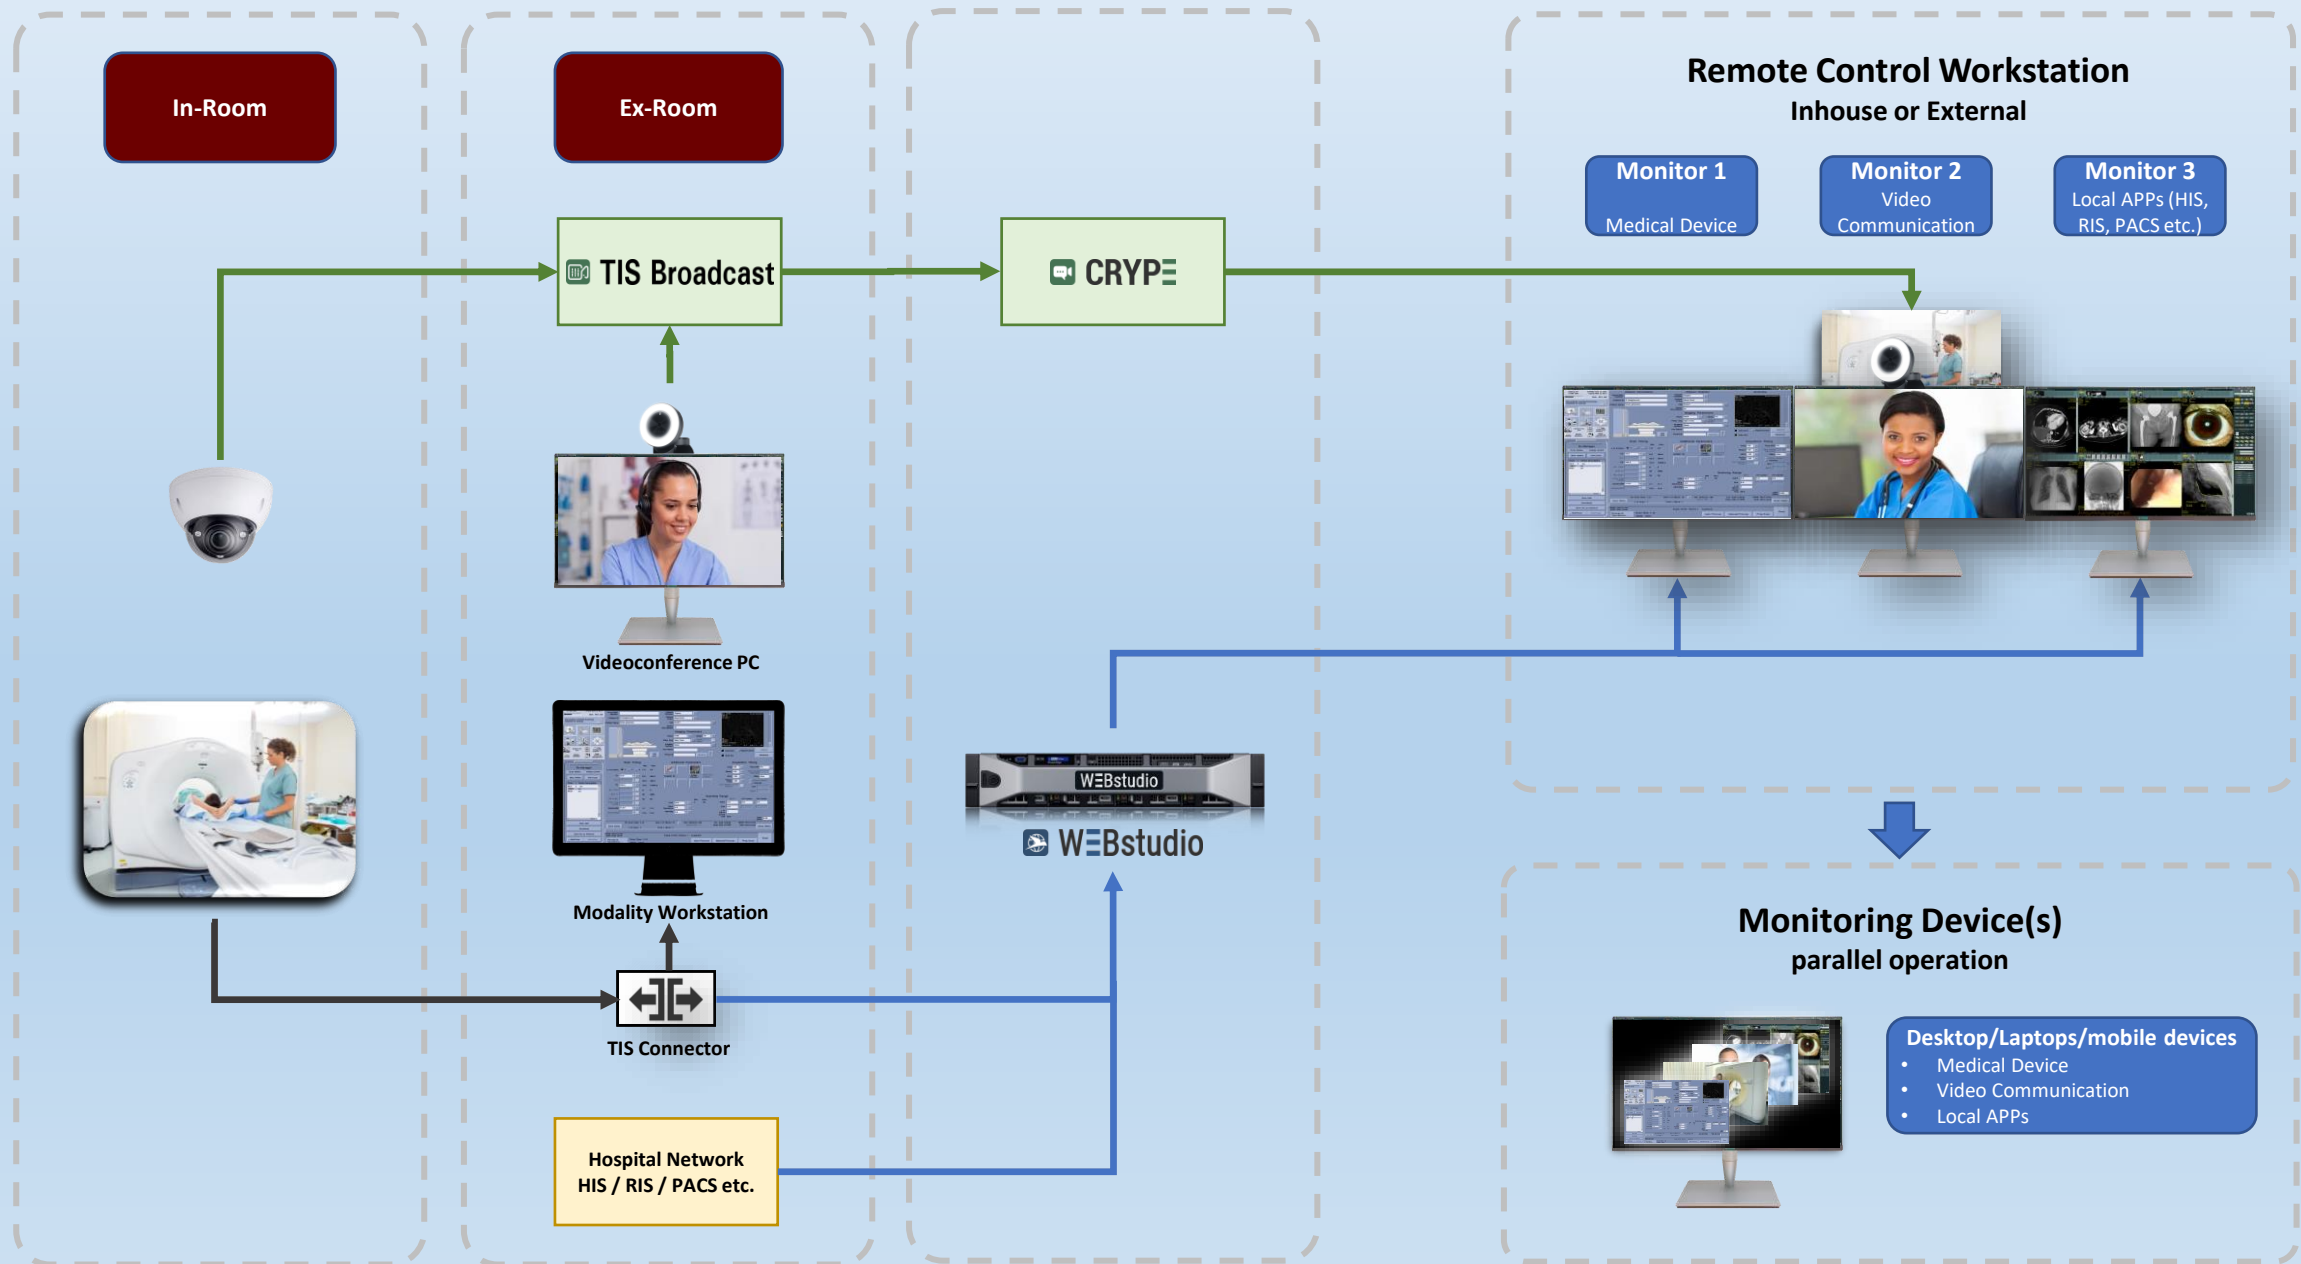 In-Room
Ex-Room
TIS Broadcast
CRYPE
Videoconference PC
Modality Workstation
TIS Connector
Hospital Network
HIS / RIS / PACS etc.
WEBstudio
WEBstudio
Remote Control Workstation
Inhouse or External
Monitor 1
Medical Device
Monitor 2
Video
Communication
Monitor 3
Local APPs (HIS,
RIS, PACS etc.)
Monitoring Device(s)
parallel operation
Desktop/Laptops/mobile devices
• Medical Device
• Video Communication
• Local APPs